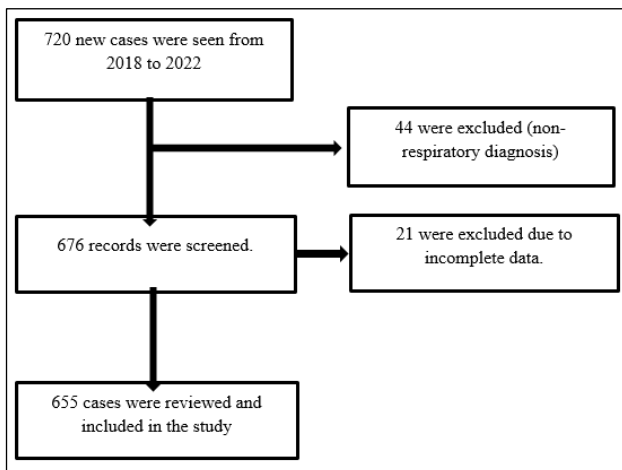 720 new cases were seen from
2018 to 2022
44 were excluded (non-
respiratory diagnosis)
676 records were screened.
21 were excluded due to
incomplete data.
655 cases were reviewed and
included in the study